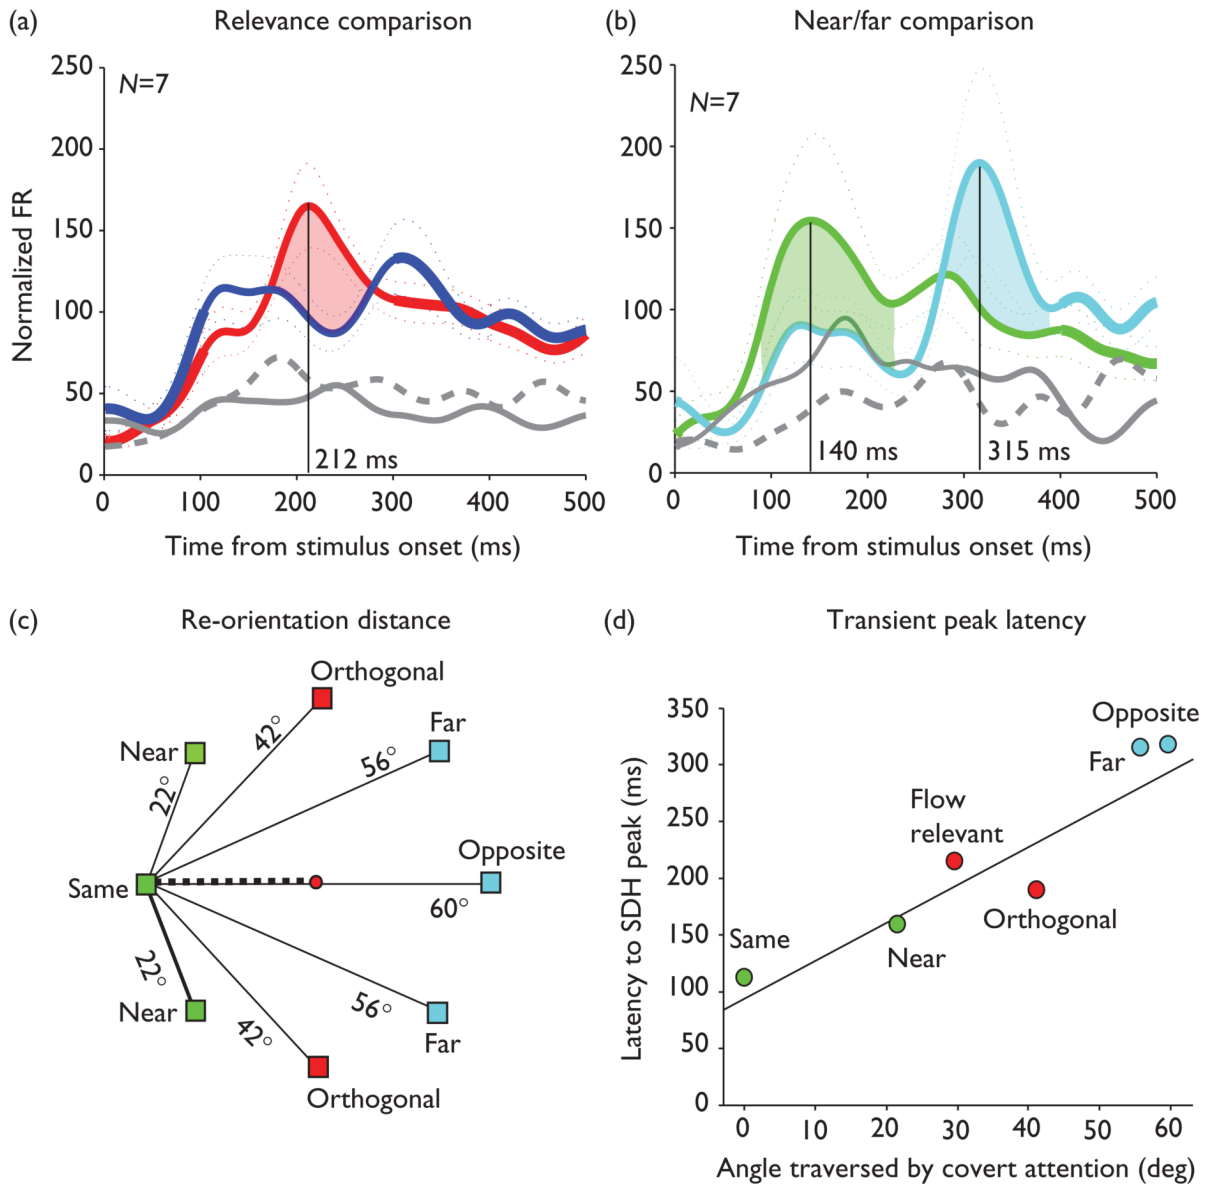 (a) Relevance comparison
N=7
Normalized FR
250
200
150
100
50
0
212 ms
0 100 200 300 400 500
Time from stimulus onset (ms)
(b) Near/far comparison
N=7
250
200
150
100
50
0
140 ms
315 ms
0 100 200 300 400 500
Time from stimulus onset (ms)
(c) Re-orientation distance
Orthogonal
42°
Far
56°
Near
22°
Opposite
Same
60°
22°
Near
56°
Far
42°
Orthogonal
(d) Transient peak latency
Latency to SDH peak (ms)
350
300
250
200
150
100
50
0
Opposite
Far
Flow
relevant
Orthogonal
Same
Near
0 10 20 30 40 50 60
Angle traversed by covert attention (deg)